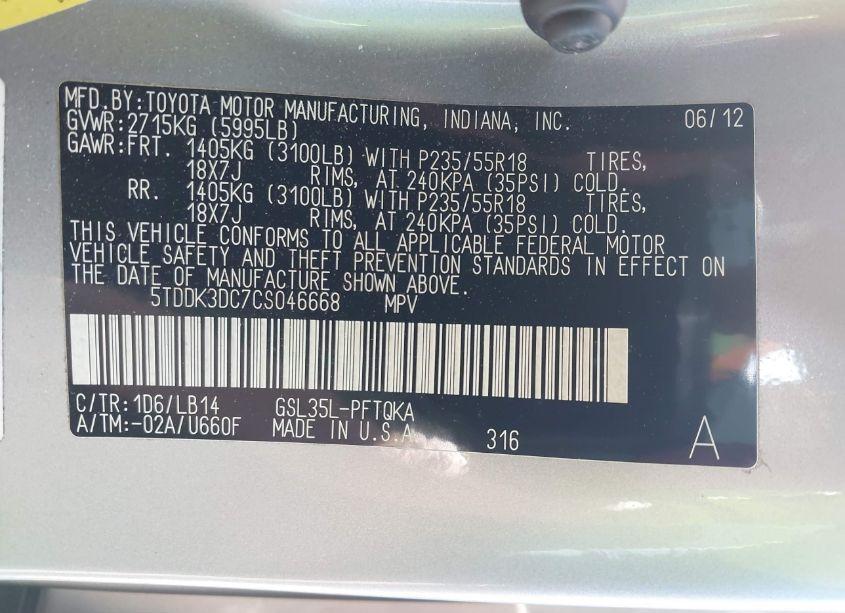 MFD.BY:TOYOTA MOTOR MANUFACTURING, INDIANA, INC. 06/12
GVWR:2715KG (5995LB)
GAWR:FRT. 1405KG (3100LB) WITH P235/55R18 TIRES,
18X7J RIMS, AT 240KPA (35PSI) COLD.
RR. 1405KG (3100LB) WITH P235/55R18 TIRES,
18X7J RIMS, AT 240KPA (35PSI) COLD.
THIS VEHICLE CONFORMS TO ALL APPLICABLE FEDERAL MOTOR
VEHICLE SAFETY AND THEFT PREVENTION STANDARDS IN EFFECT ON
THE DATE OF MANUFACTURE SHOWN ABOVE.
5TDDK3DC7CS046668 MPV
C/TR:1D6/LB14 GSL35L-PFTQKA
A/TM:-02A/U660F MADE IN U.S.A. 316 A